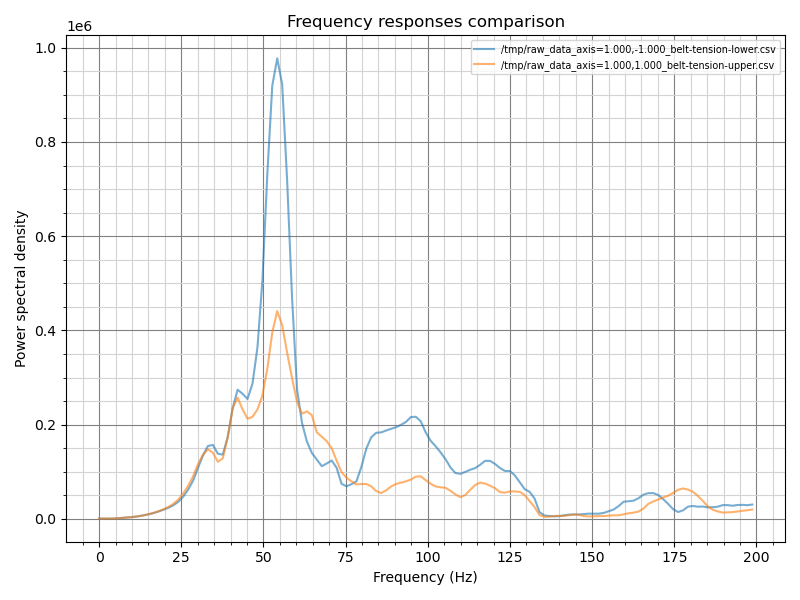 Frequency responses comparison
1e6
/tmp/raw_data_axis=1.000,-1.000_belt-tension-lower.csv
/tmp/raw_data_axis=1.000,1.000_belt-tension-upper.csv
1.0
0.8
0.6
0.4
0.2
0.0
Power spectral density
0 25 50 75 100 125 150 175 200
Frequency (Hz)